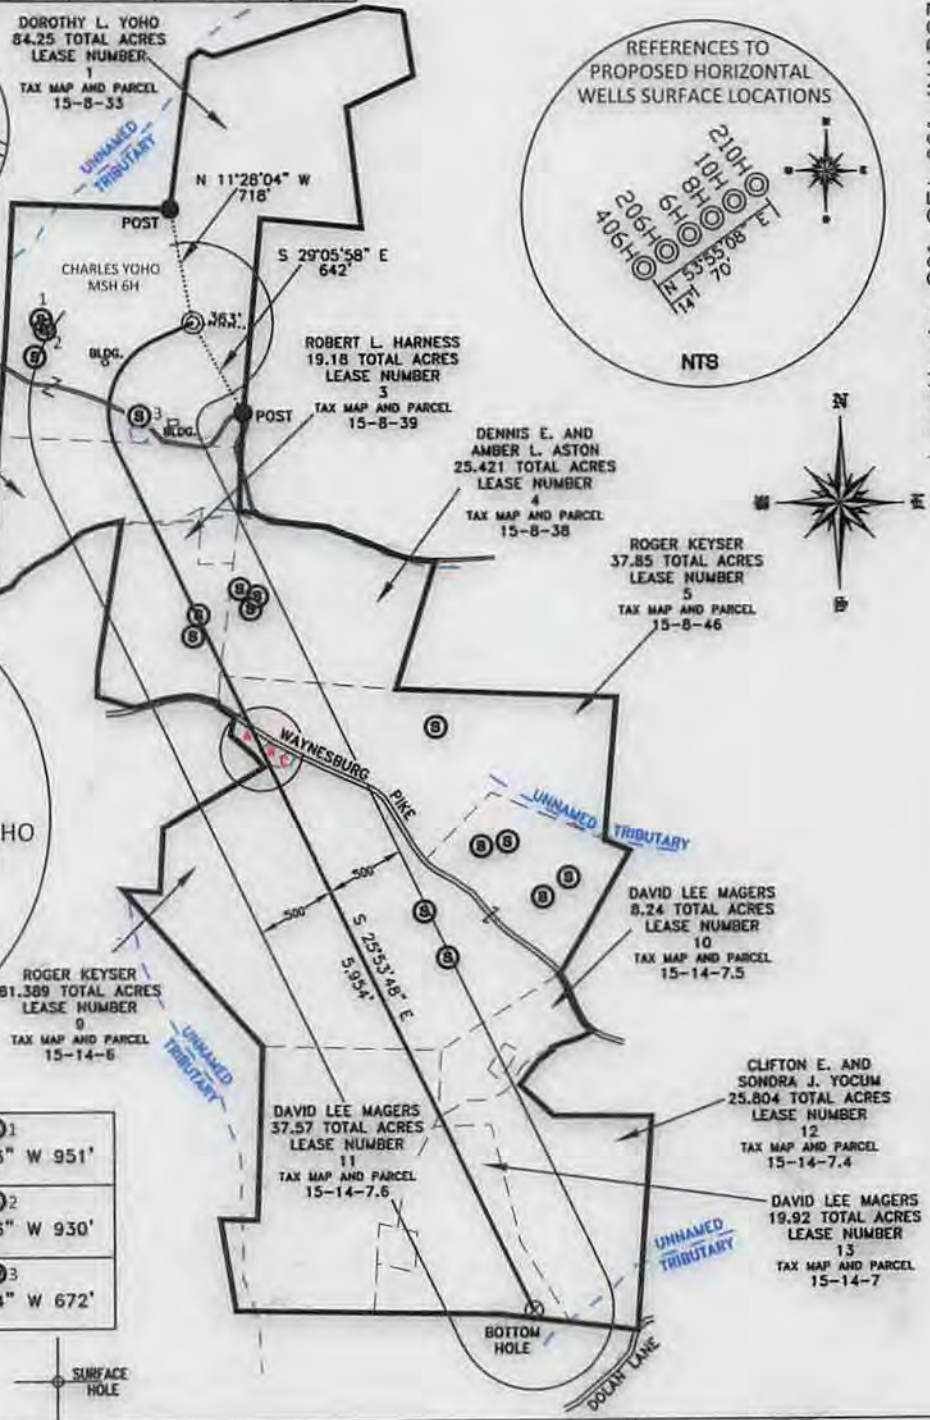 DOROTHY L. YOHO
84.25 TOTAL ACRES
LEASE NUMBER
1
TAX MAP AND PARCEL
15-8-33
UNNAMED
TRIBUTARY
REFERENCES TO
PROPOSED HORIZONTAL
WELLS SURFACE LOCATIONS
210H
10H
8H
6H
206H
406H
N 53°55'08" E
70'
14'
NTS
N 11°28'04" W
718'
POST
S 29°05'58" E
642'
CHARLES YOHO
MSH 6H
363'
1
2
BLDG.
S
3
BLDG.
POST
ROBERT L. HARNESS
19.18 TOTAL ACRES
LEASE NUMBER
3
TAX MAP AND PARCEL
15-8-39
DENNIS E. AND
AMBER L. ASTON
25.421 TOTAL ACRES
LEASE NUMBER
4
TAX MAP AND PARCEL
15-8-38
N
ROGER KEYSER
37.85 TOTAL ACRES
LEASE NUMBER
5
TAX MAP AND PARCEL
15-8-46
S
S
S
S
S
WAYNESBURG
PIKE
UNNAMED TRIBUTARY
HO
S
S
S
S
S
S
500'
500'
S 25°53'48" E
5,954'
DAVID LEE MAGERS
8.24 TOTAL ACRES
LEASE NUMBER
10
TAX MAP AND PARCEL
15-14-7.5
ROGER KEYSER
61.389 TOTAL ACRES
LEASE NUMBER
9
TAX MAP AND PARCEL
15-14-6
UNNAMED
TRIBUTARY
CLIFTON E. AND
SONDRA J. YOCUM
25.804 TOTAL ACRES
LEASE NUMBER
12
TAX MAP AND PARCEL
15-14-7.4
DAVID LEE MAGERS
37.57 TOTAL ACRES
LEASE NUMBER
11
TAX MAP AND PARCEL
15-14-7.6
DAVID LEE MAGERS
19.92 TOTAL ACRES
LEASE NUMBER
13
TAX MAP AND PARCEL
15-14-7
UNNAMED
TRIBUTARY
1
" W 951'
2
" W 930'
3
" W 672'
BOTTOM
HOLE
DOLAN LANE
SURFACE
HOLE